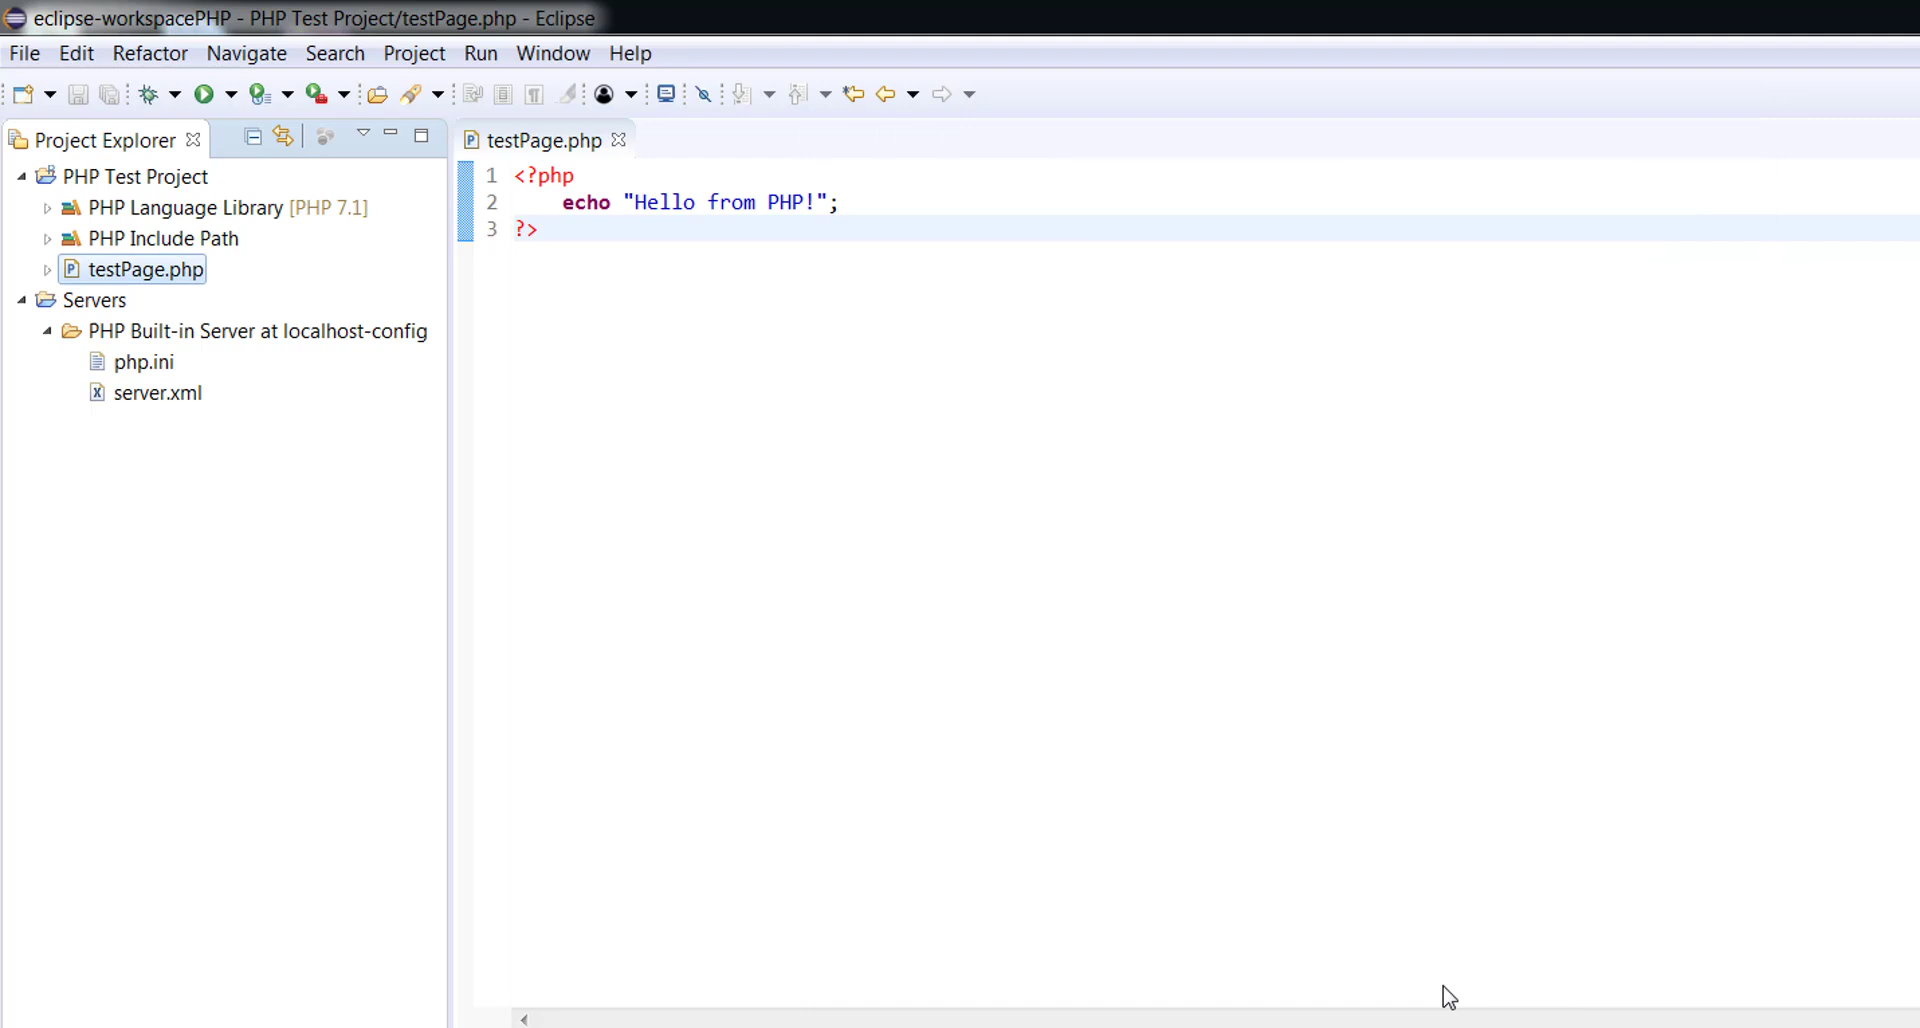 eclipse-workspacePHP - PHP Test Project/testPage.php - Eclipse
File Edit Refactor Navigate Search Project Run Window Help
Project Explorer
PHP Test Project
PHP Language Library [PHP 7.1]
PHP Include Path
testPage.php
Servers
PHP Built-in Server at localhost-config
php.ini
server.xml
testPage.php
1 <?php
2 echo "Hello from PHP!";
3 ?>